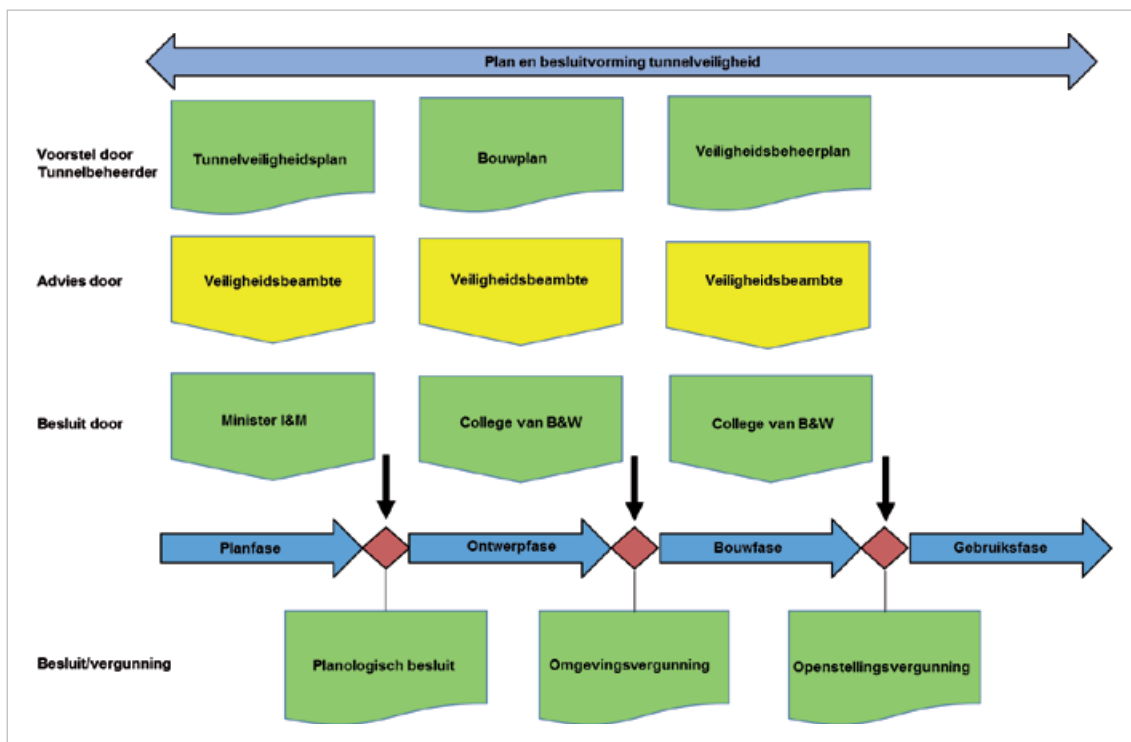 Plan en besluitvorming tunnelveiligheid
Voorstel door
Tunnelbeheerder
Tunnelveiligheidsplan
Bouwplan
Veiligheidsbeheerplan
Advies door
Veiligheidsbeambte
Veiligheidsbeambte
Veiligheidsbeambte
Besluit door
Minister I&M
College van B&W
College van B&W
Planfase
Ontwerpfase
Bouwfase
Gebruiksfase
Besluit/vergunning
Planologisch besluit
Omgevingsvergunning
Openstellingsvergunning